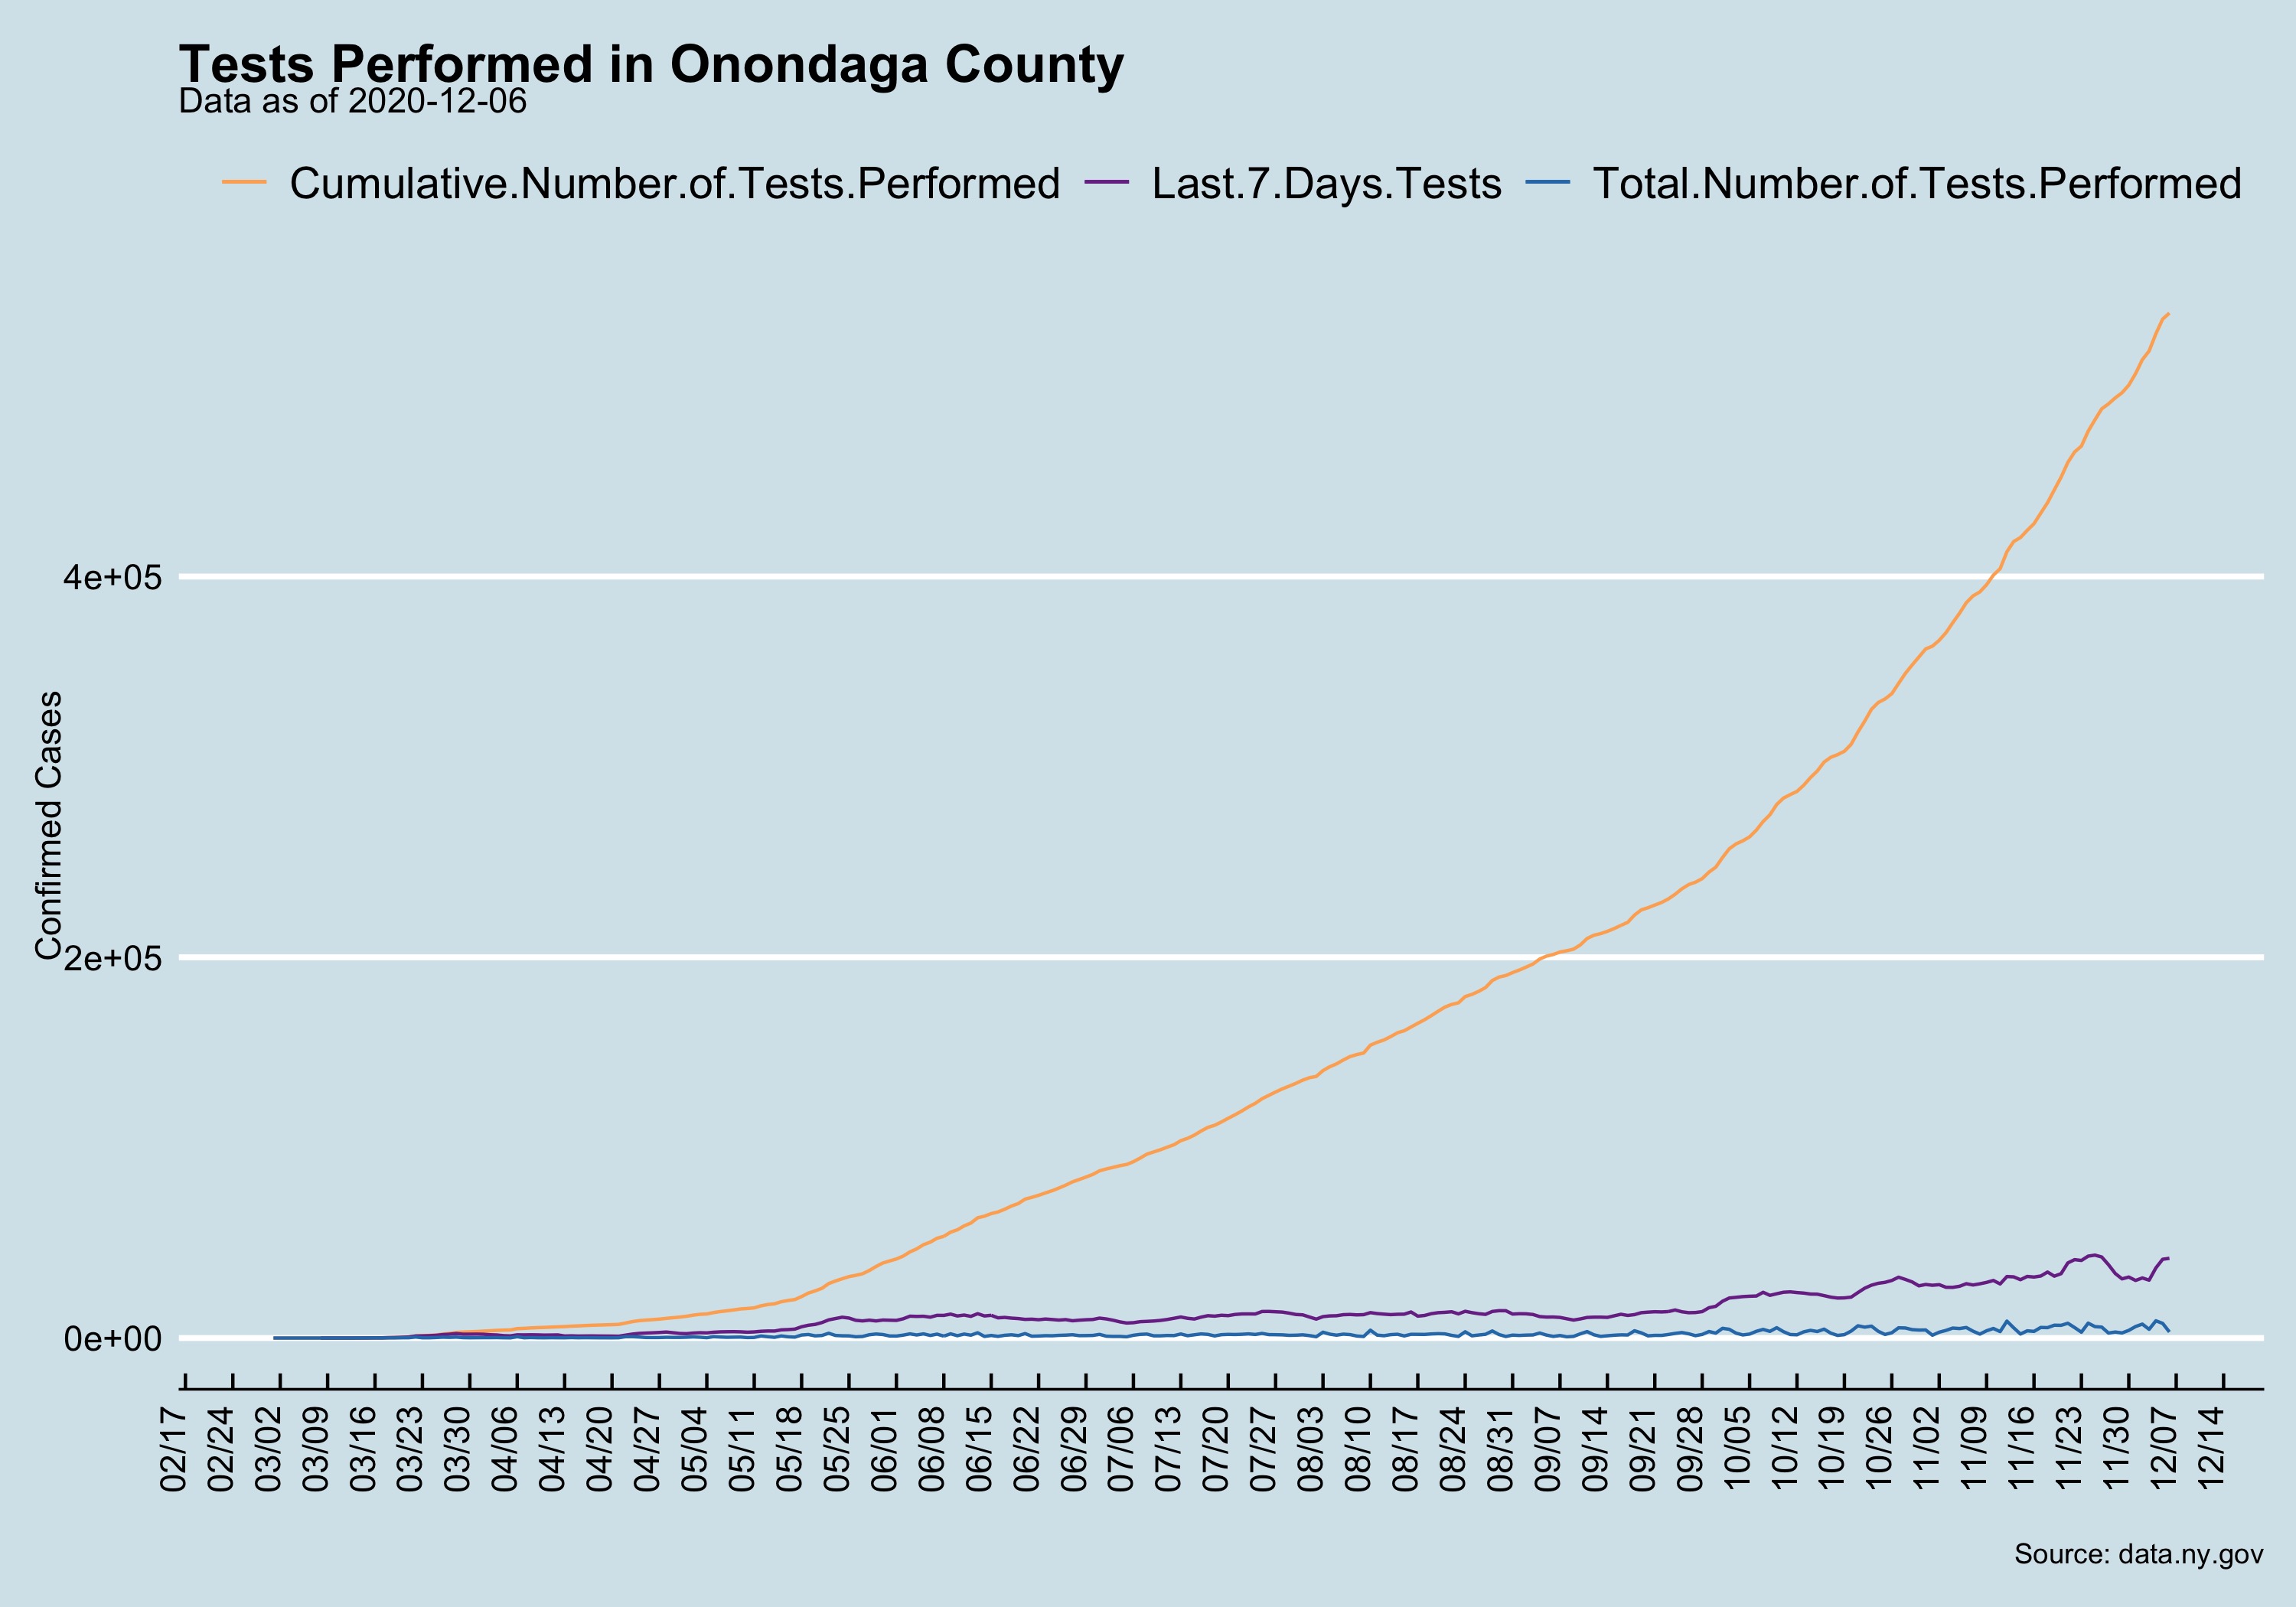 Tests Performed in Onondaga County
Data as of 2020-12-06
Cumulative.Number.of.Tests.Performed Last.7.Days.Tests Total.Number.of.Tests.Performed
Confirmed Cases
4e+05
2e+05
0e+00
02/17 02/24 03/02 03/09 03/16 03/23 03/30 04/06 04/13 04/20 04/27 05/04 05/11 05/18 05/25 06/01 06/08 06/15 06/22 06/29 07/06 07/13 07/20 07/27 08/03 08/10 08/17 08/24 08/31 09/07 09/14 09/21 09/28 10/05 10/12 10/19 10/26 11/02 11/09 11/16 11/23 11/30 12/07 12/14
Source: data.ny.gov